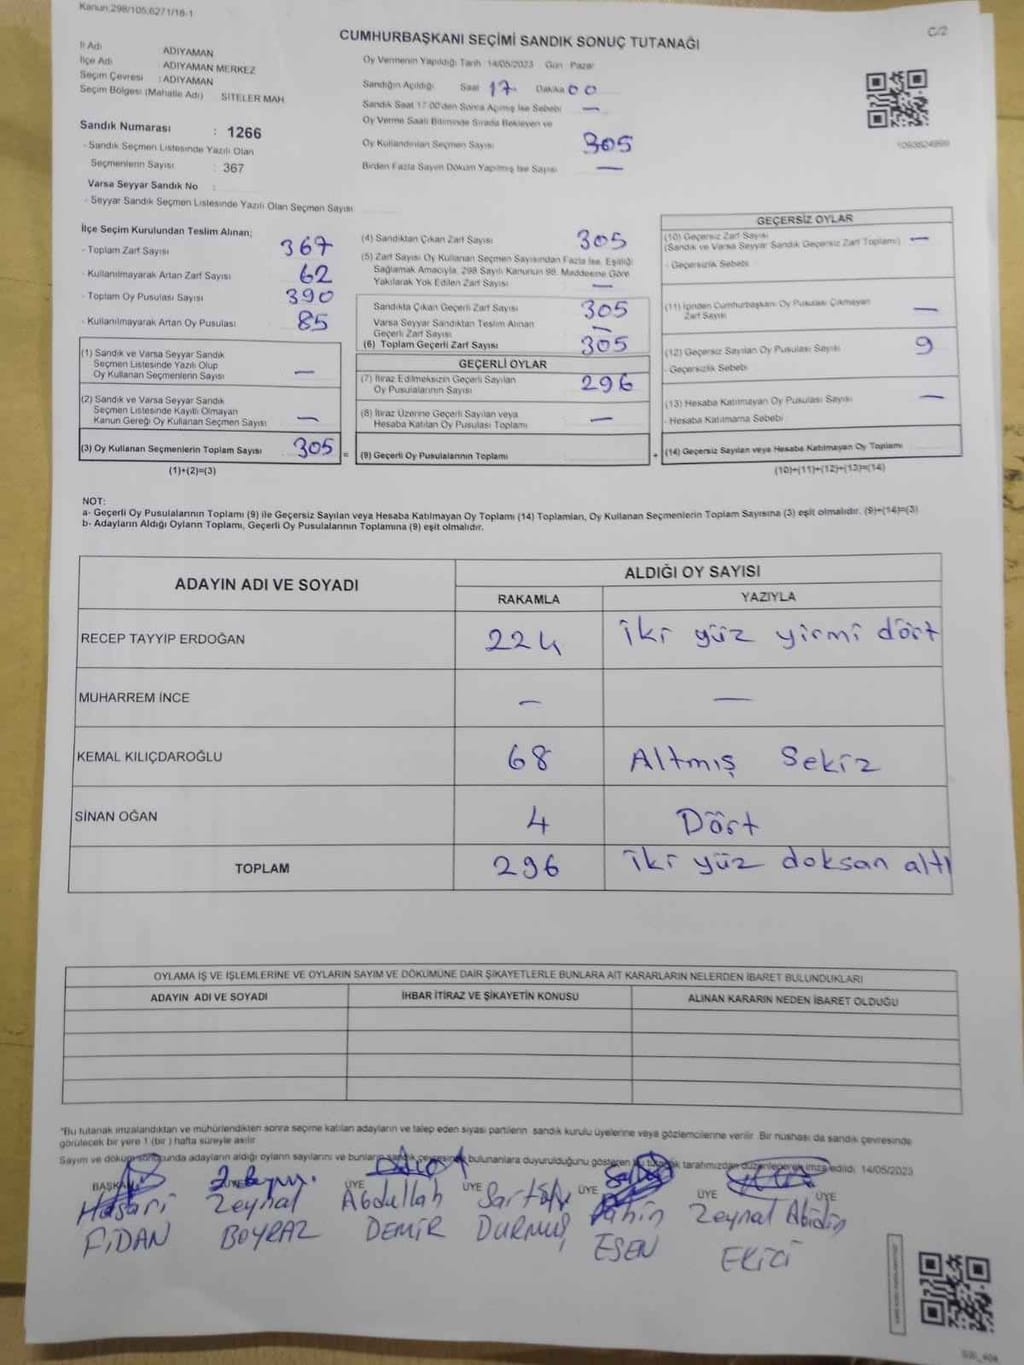 Kanun.298/105,6271/18-1
C/2
CUMHURBAŞKANI SEÇİMİ SANDIK SONUÇ TUTANAĞI
İl Adı ADIYAMAN
İlçe Adı ADIYAMAN MERKEZ
Seçim Çevresi : ADIYAMAN
Seçim Bölgesi (Mahalle Adı) SİTELER MAH
Sandık Numarası : 1266
- Sandık Seçmen Listesinde Yazılı Olan
Seçmenlerin Sayısı : 367
Varsa Seyyar Sandık No :
- Seyyar Sandık Seçmen Listesinde Yazılı Olan Seçmen Sayısı
Oy Vermenin Yapıldığı Tarih :14/05/2023 Gün : Pazar
Sandığın Açıldığı Saat 17 Dakika 00
Sandık Saat 17:00'den Sonra Açılmış İse Sebebi —
Oy Verme Saati Bitiminde Sırada Bekleyen ve
Oy Kullandırılan Seçmen Sayısı 305
Birden Fazla Sayım Döküm Yapılmış İse Sayısı —
İlçe Seçim Kurulundan Teslim Alınan;
- Toplam Zarf Sayısı 367
- Kullanılmayarak Artan Zarf Sayısı 62
- Toplam Oy Pusulası Sayısı 390
- Kullanılmayarak Artan Oy Pusulası 85
(1) Sandık ve Varsa Seyyar Sandık
Seçmen Listesinde Yazılı Olup
Oy Kullanan Seçmenlerin Sayısı —
(2) Sandık ve Varsa Seyyar Sandık
Seçmen Listesinde Kayıtlı Olmayan
Kanun Gereği Oy Kullanan Seçmen Sayısı —
(3) Oy Kullanan Seçmenlerin Toplam Sayısı 305
(1)+(2)=(3)
(4) Sandıktan Çıkan Zarf Sayısı 305
(5) Zarf Sayısı Oy Kullanan Seçmen Sayısından Fazla İse, Eşitliği
Sağlamak Amacıyla, 298 Sayılı Kanunun 98. Maddesine Göre
Yakılarak Yok Edilen Zarf Sayısı —
Sandıkta Çıkan Geçerli Zarf Sayısı 305
Varsa Seyyar Sandıktan Teslim Alınan
Geçerli Zarf Sayısı —
(6) Toplam Geçerli Zarf Sayısı 305
GEÇERLİ OYLAR
(7) İtiraz Edilmeksizin Geçerli Sayılan
Oy Pusulalarının Sayısı 296
(8) İtiraz Üzerine Geçerli Sayılan veya
Hesaba Katılan Oy Pusulası Toplamı —
= (9) Geçerli Oy Pusulalarının Toplamı
GEÇERSİZ OYLAR
(10) Geçersiz Zarf Sayısı
(Sandık ve Varsa Seyyar Sandık Geçersiz Zarf Toplamı) —
- Geçersizlik Sebebi
(11) İçinden Cumhurbaşkanı Oy Pusulası Çıkmayan
Zarf Sayısı —
(12) Geçersiz Sayılan Oy Pusulası Sayısı 9
- Geçersizlik Sebebi
(13) Hesaba Katılmayan Oy Pusulası Sayısı —
- Hesaba Katılmama Sebebi
+ (14) Geçersiz Sayılan veya Hesaba Katılmayan Oy Toplamı
(10)+(11)+(12)+(13)=(14)
NOT:
a- Geçerli Oy Pusulalarının Toplamı (9) ile Geçersiz Sayılan veya Hesaba Katılmayan Oy Toplamı (14) Toplamları, Oy Kullanan Seçmenlerin Toplam Sayısına (3) eşit olmalıdır. (9)+(14)=(3)
b- Adayların Aldığı Oyların Toplamı, Geçerli Oy Pusulalarının Toplamına (9) eşit olmalıdır.
ADAYIN ADI VE SOYADI
ALDIĞI OY SAYISI
RAKAMLA YAZIYLA
RECEP TAYYİP ERDOĞAN 224 iki yüz yirmi dört
MUHARREM İNCE — —
KEMAL KILIÇDAROĞLU 68 Altmış Sekiz
SİNAN OĞAN 4 Dört
TOPLAM 296 iki yüz doksan altı
OYLAMA İŞ VE İŞLEMLERİNE VE OYLARIN SAYIM VE DÖKÜMÜNE DAİR ŞİKAYETLERLE BUNLARA AİT KARARLARIN NELERDEN İBARET BULUNDUKLARI
ADAYIN ADI VE SOYADI İHBAR İTİRAZ VE ŞİKAYETİN KONUSU ALINAN KARARIN NEDEN İBARET OLDUĞU
"Bu tutanak imzalandıktan ve mühürlendikten sonra seçime katılan adayların ve talep eden siyasi partilerin sandık kurulu üyelerine veya gözlemcilerine verilir. Bir nüshası da sandık çevresinde
görülecek bir yere 1 (bir) hafta süreyle asılır.
Sayım ve döküm sonucunda adayların aldığı oyların sayılarını ve bunların sandık çevresinde bulunanlara duyurulduğunu gösteren bu tutanak tarafımızdan düzenlenerek imza edildi. 14/05/2023
BAŞKAN ÜYE ÜYE ÜYE ÜYE ÜYE
Zeynal Abdullah Şahin Zeynal Abidin
FİDAN BOYRAZ DEMİR DURMUŞ ESEN EKİCİ